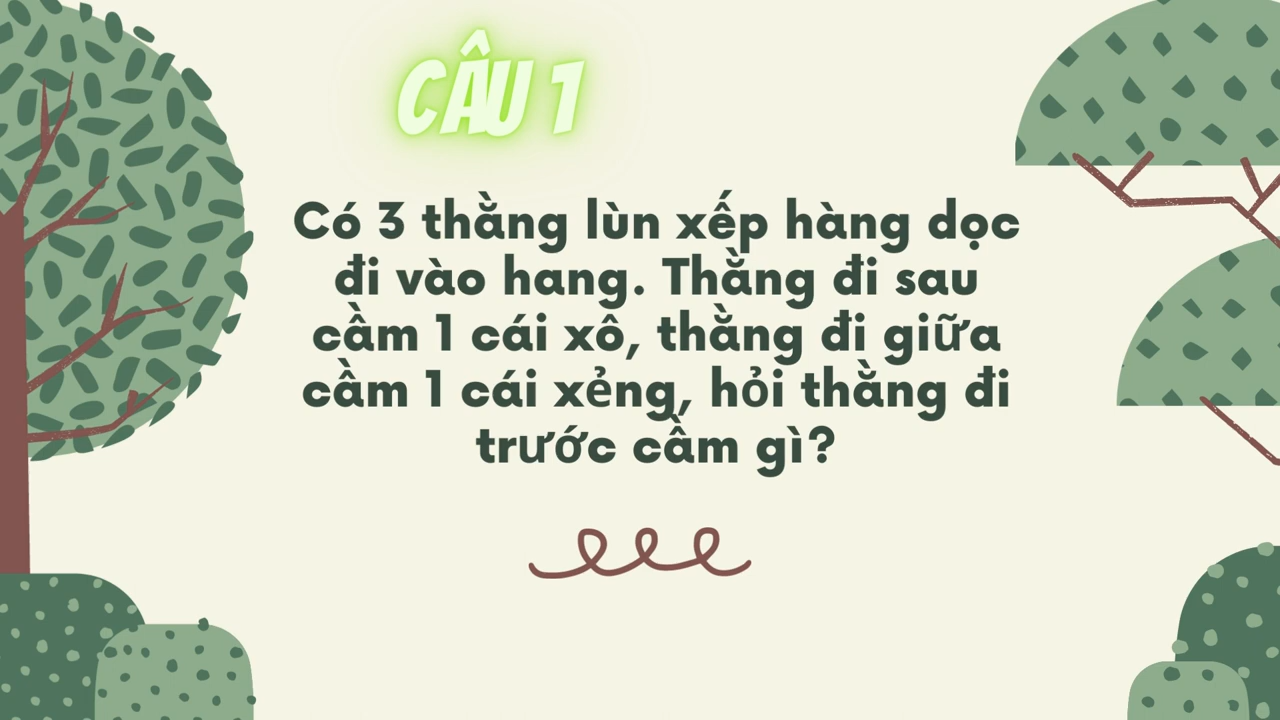 CÂU 1
Có 3 thằng lùn xếp hàng dọc
đi vào hang. Thằng đi sau
cầm 1 cái xô, thằng đi giữa
cầm 1 cái xẻng, hỏi thằng đi
trước cầm gì?